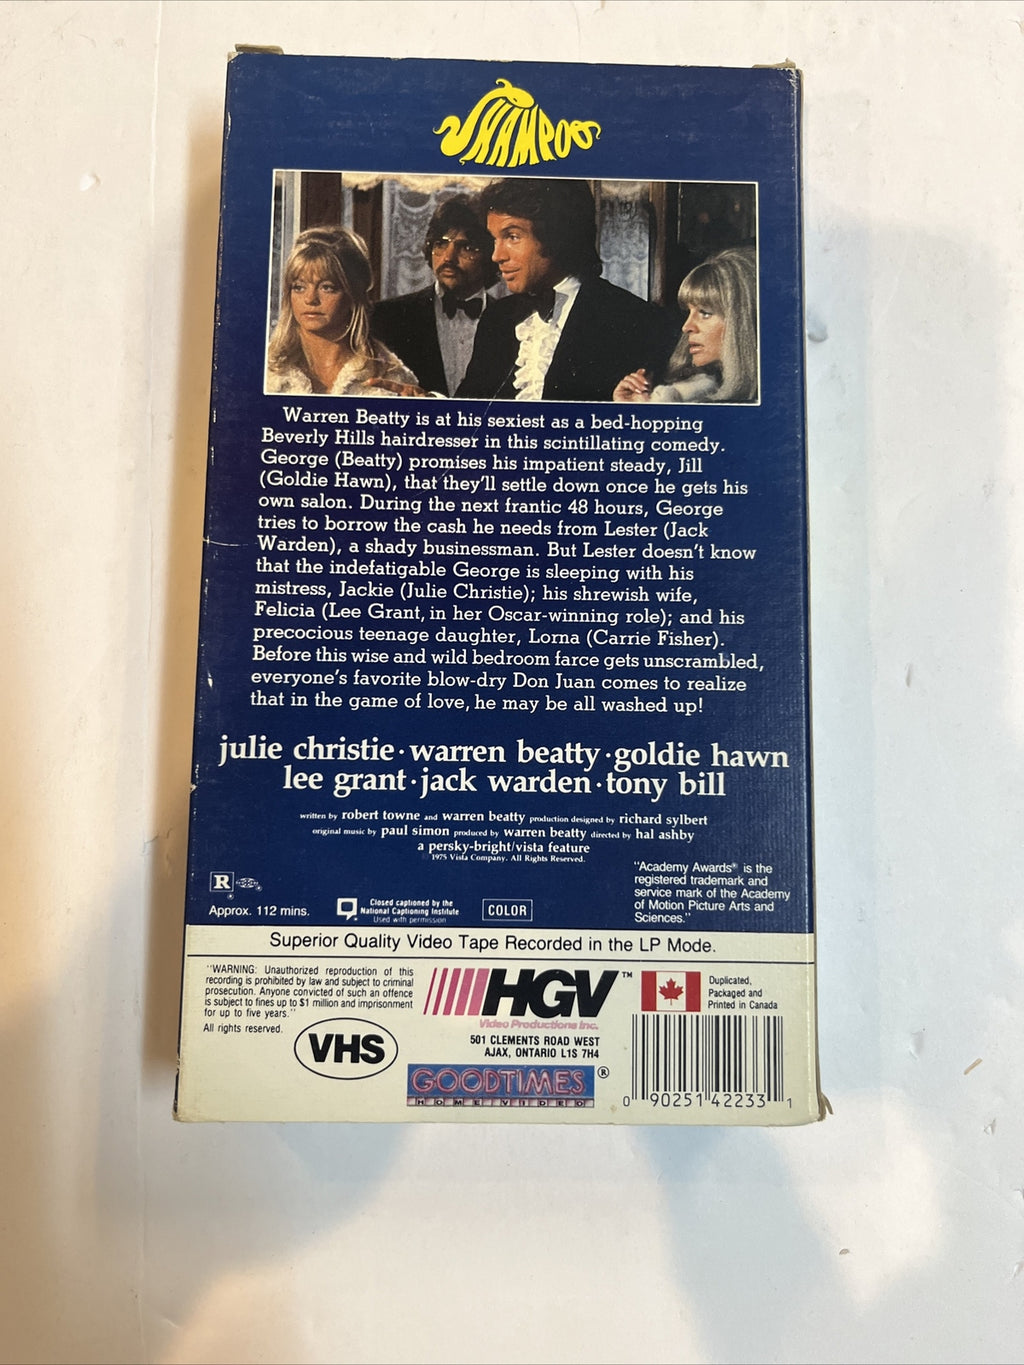 SHAMPOO
Warren Beatty is at his sexiest as a bed-hopping
Beverly Hills hairdresser in this scintillating comedy.
George (Beatty) promises his impatient steady, Jill
(Goldie Hawn), that they'll settle down once he gets his
own salon. During the next frantic 48 hours, George
tries to borrow the cash he needs from Lester (Jack
Warden), a shady businessman. But Lester doesn't know
that the indefatigable George is sleeping with his
mistress, Jackie (Julie Christie); his shrewish wife,
Felicia (Lee Grant, in her Oscar-winning role); and his
precocious teenage daughter, Lorna (Carrie Fisher).
Before this wise and wild bedroom farce gets unscrambled,
everyone's favorite blow-dry Don Juan comes to realize
that in the game of love, he may be all washed up!
julie christie · warren beatty · goldie hawn
lee grant · jack warden · tony bill
written by robert towne and warren beatty production designed by richard sylbert
original music by paul simon produced by warren beatty directed by hal ashby
a persky-bright/vista feature
© 1975 Vista Company. All Rights Reserved.
R
Approx. 112 mins.
Closed captioned by the
National Captioning Institute
Used with permission
COLOR
"Academy Awards® is the
registered trademark and
service mark of the Academy
of Motion Picture Arts and
Sciences."
Superior Quality Video Tape Recorded in the LP Mode.
"WARNING: Unauthorized reproduction of this
recording is prohibited by law and subject to criminal
prosecution. Anyone convicted of such an offence
is subject to fines up to $1 million and imprisonment
for up to five years."
All rights reserved.
VHS
HGV™
Video Productions Inc.
501 CLEMENTS ROAD WEST
AJAX, ONTARIO L1S 7H4
GOODTIMES®
HOME VIDEO
Duplicated,
Packaged and
Printed in Canada
0 90251 42233 1